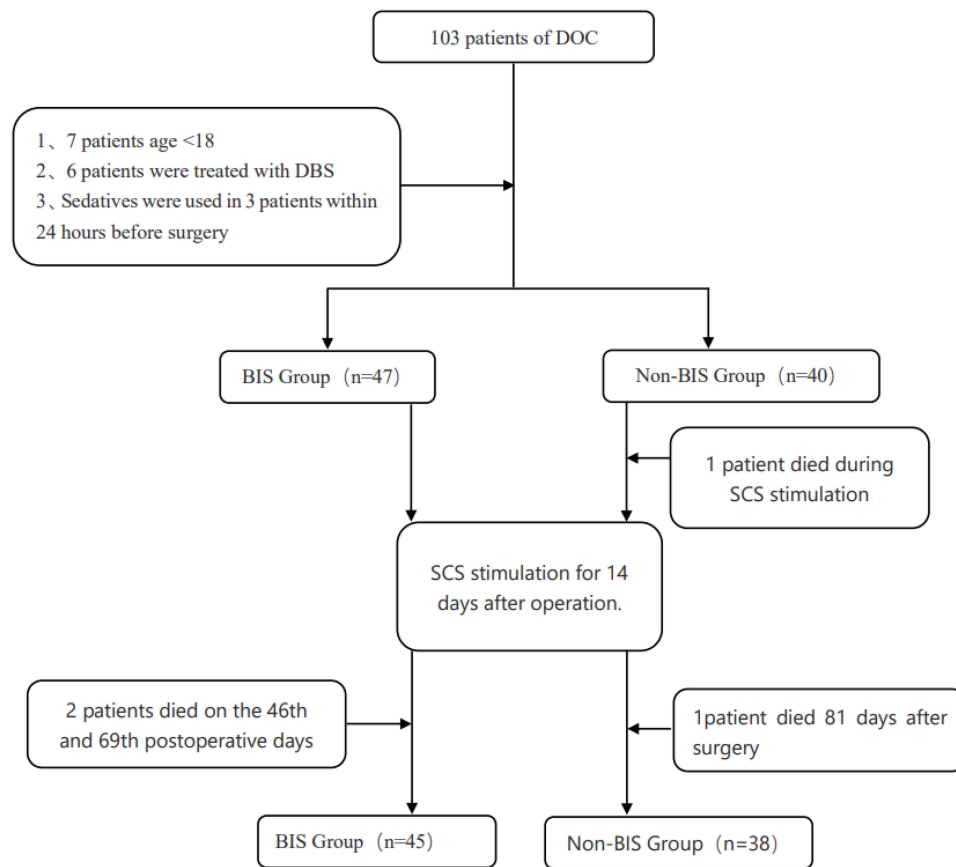 103 patients of DOC
1、7 patients age <18
2、6 patients were treated with DBS
3、Sedatives were used in 3 patients within
24 hours before surgery
BIS Group（n=47）
Non-BIS Group（n=40）
1 patient died during
SCS stimulation
SCS stimulation for 14
days after operation.
2 patients died on the 46th
and 69th postoperative days
1patient died 81 days after
surgery
BIS Group（n=45）
Non-BIS Group（n=38）